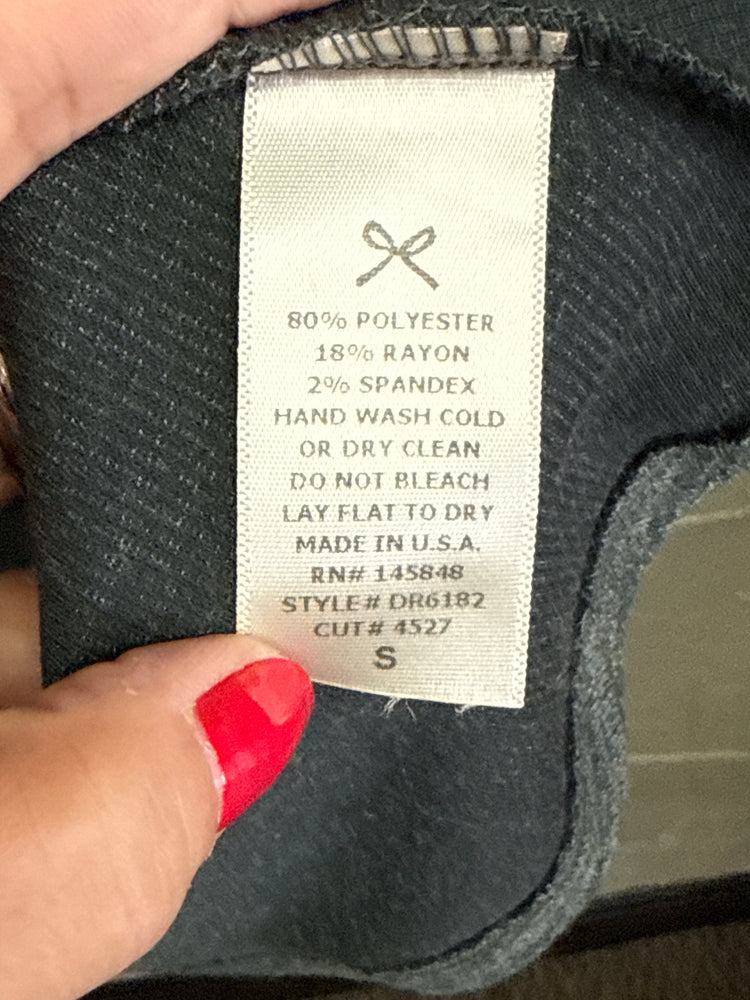 80% POLYESTER
18% RAYON
2% SPANDEX
HAND WASH COLD
OR DRY CLEAN
DO NOT BLEACH
LAY FLAT TO DRY
MADE IN U.S.A.
RN# 145848
STYLE# DR6182
CUT# 4527
S